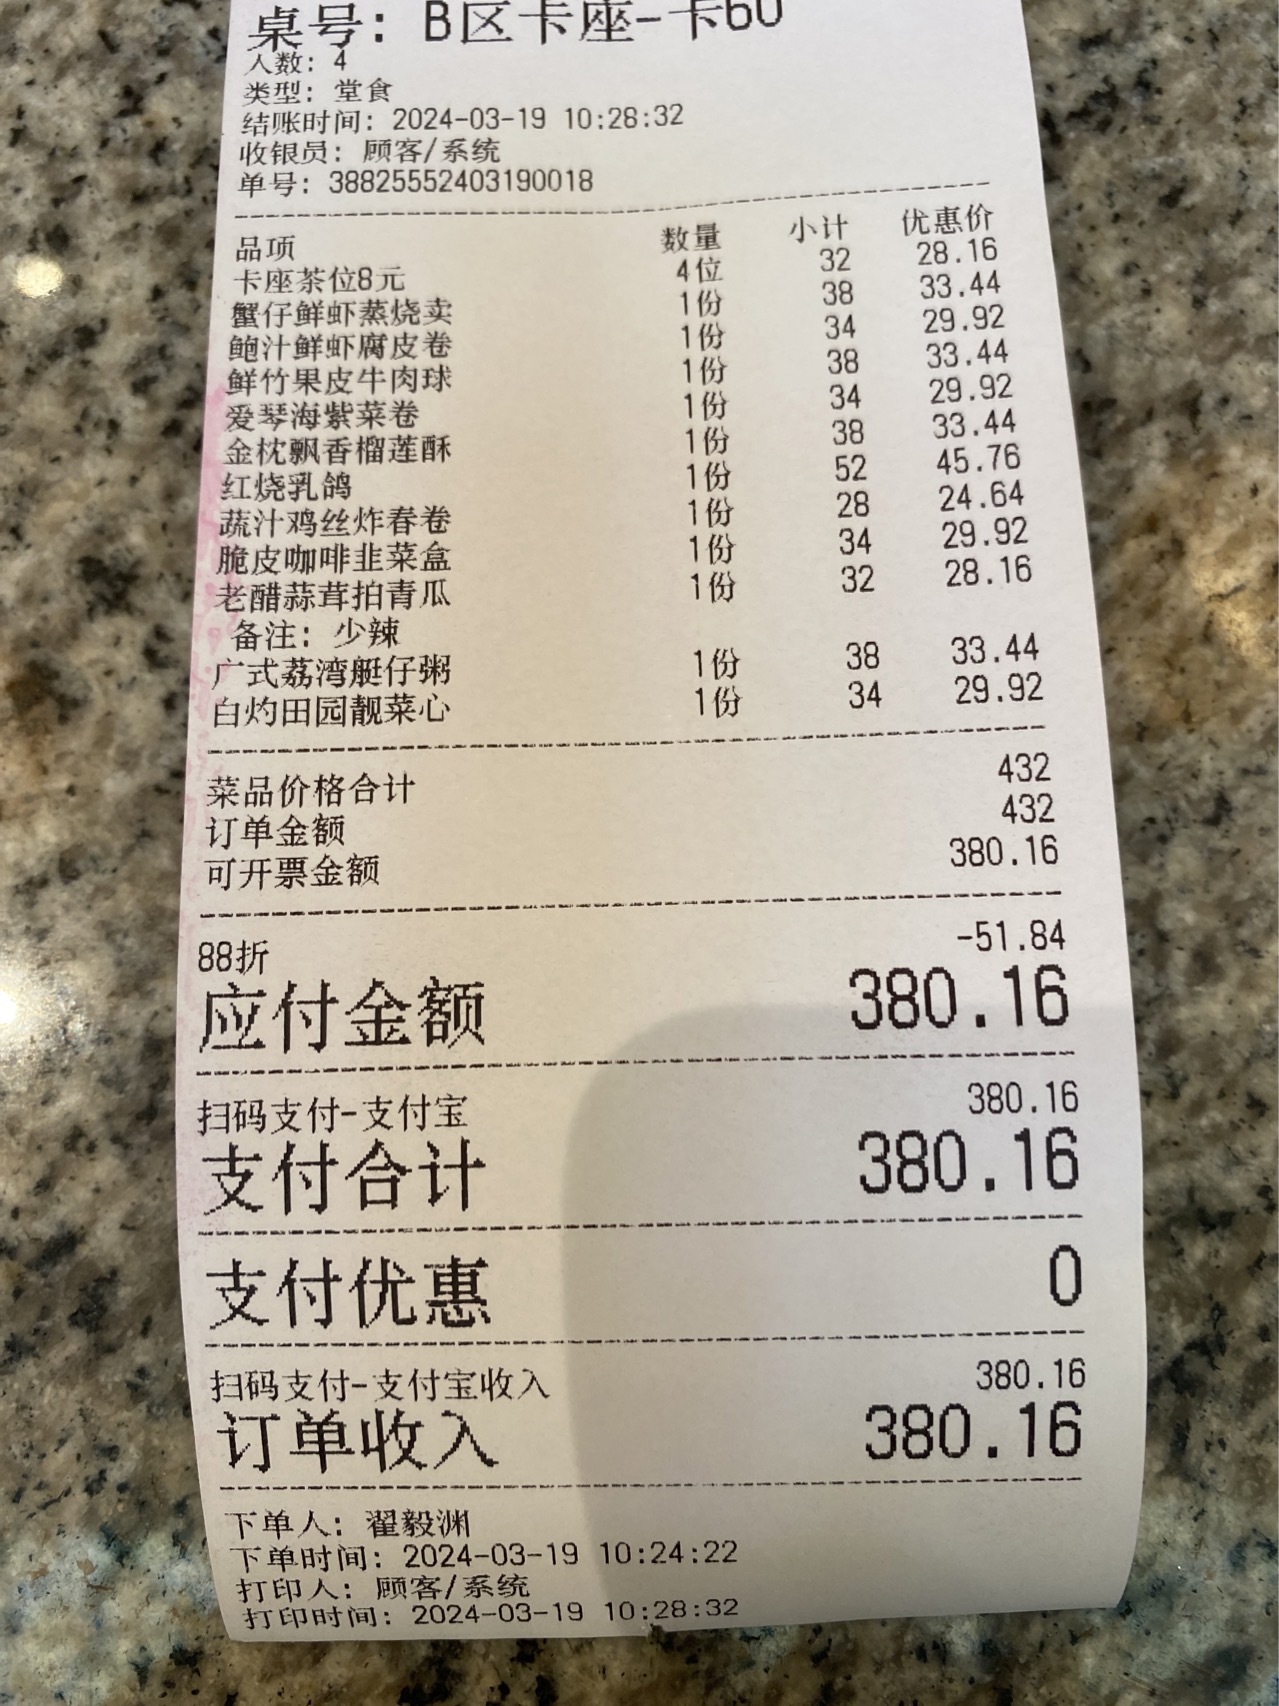 桌号: B区卡座-卡60
人数: 4
类型: 堂食
结账时间: 2024-03-19 10:28:32
收银员: 顾客/系统
单号: 38825552403190018
品项 数量 小计 优惠价
卡座茶位8元 4位 32 28.16
蟹仔鲜虾蒸烧卖 1份 38 33.44
鲍汁鲜虾腐皮卷 1份 34 29.92
鲜竹果皮牛肉球 1份 38 33.44
爱琴海紫菜卷 1份 34 29.92
金枕飘香榴莲酥 1份 38 33.44
红烧乳鸽 1份 52 45.76
蔬汁鸡丝炸春卷 1份 28 24.64
脆皮咖啡韭菜盒 1份 34 29.92
老醋蒜茸拍青瓜 1份 32 28.16
备注: 少辣
广式荔湾艇仔粥 1份 38 33.44
白灼田园靓菜心 1份 34 29.92
菜品价格合计 432
订单金额 432
可开票金额 380.16
88折 -51.84
应付金额 380.16
扫码支付-支付宝 380.16
支付合计 380.16
支付优惠 0
扫码支付-支付宝收入 380.16
订单收入 380.16
下单人: 翟毅渊
下单时间: 2024-03-19 10:24:22
打印人: 顾客/系统
打印时间: 2024-03-19 10:28:32